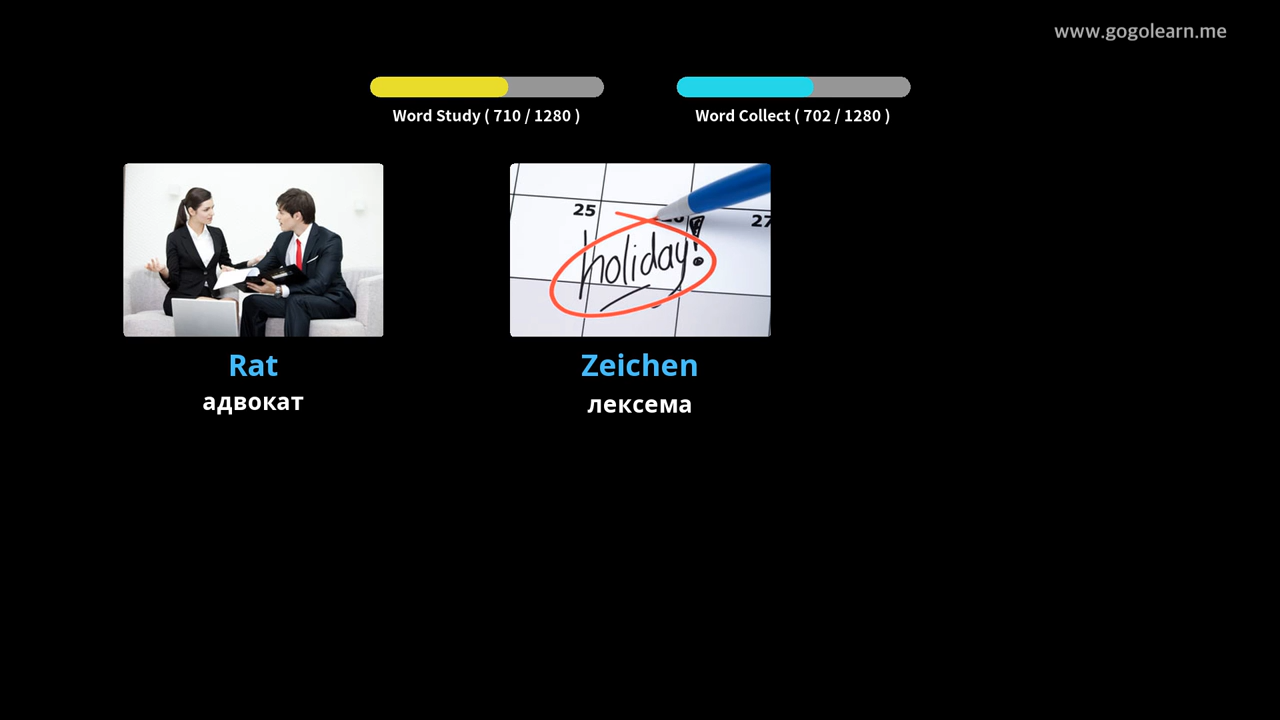 www.gogolearn.me
Word Study ( 710 / 1280 )
Word Collect ( 702 / 1280 )
25
27
holiday!
Rat
адвокат
Zeichen
лексема